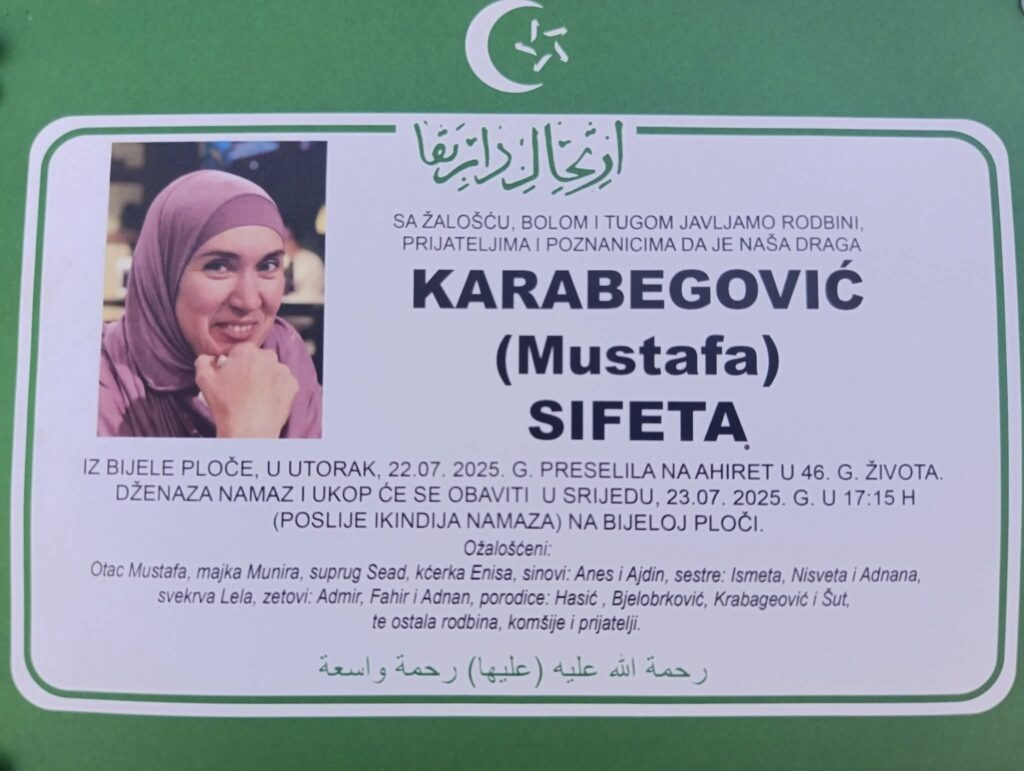 ارتحال دار بقا
SA ŽALOŠĆU, BOLOM I TUGOM JAVLJAMO RODBINI,
PRIJATELJIMA I POZNANICIMA DA JE NAŠA DRAGA
KARABEGOVIĆ
(Mustafa)
SIFETA
IZ BIJELE PLOČE, U UTORAK, 22.07. 2025. G. PRESELILA NA AHIRET U 46. G. ŽIVOTA.
DŽENAZA NAMAZ I UKOP ĆE SE OBAVITI U SRIJEDU, 23.07. 2025. G. U 17:15 H
(POSLIJE IKINDIJA NAMAZA) NA BIJELOJ PLOČI.
Ožalošćeni:
Otac Mustafa, majka Munira, suprug Sead, kćerka Enisa, sinovi: Anes i Ajdin, sestre: Ismeta, Nisveta i Adnana,
svekrva Lela, zetovi: Admir, Fahir i Adnan, porodice: Hasić , Bjelobrković, Krabageović i Šut,
te ostala rodbina, komšije i prijatelji.
رحمة الله عليه (عليها) رحمة واسعة